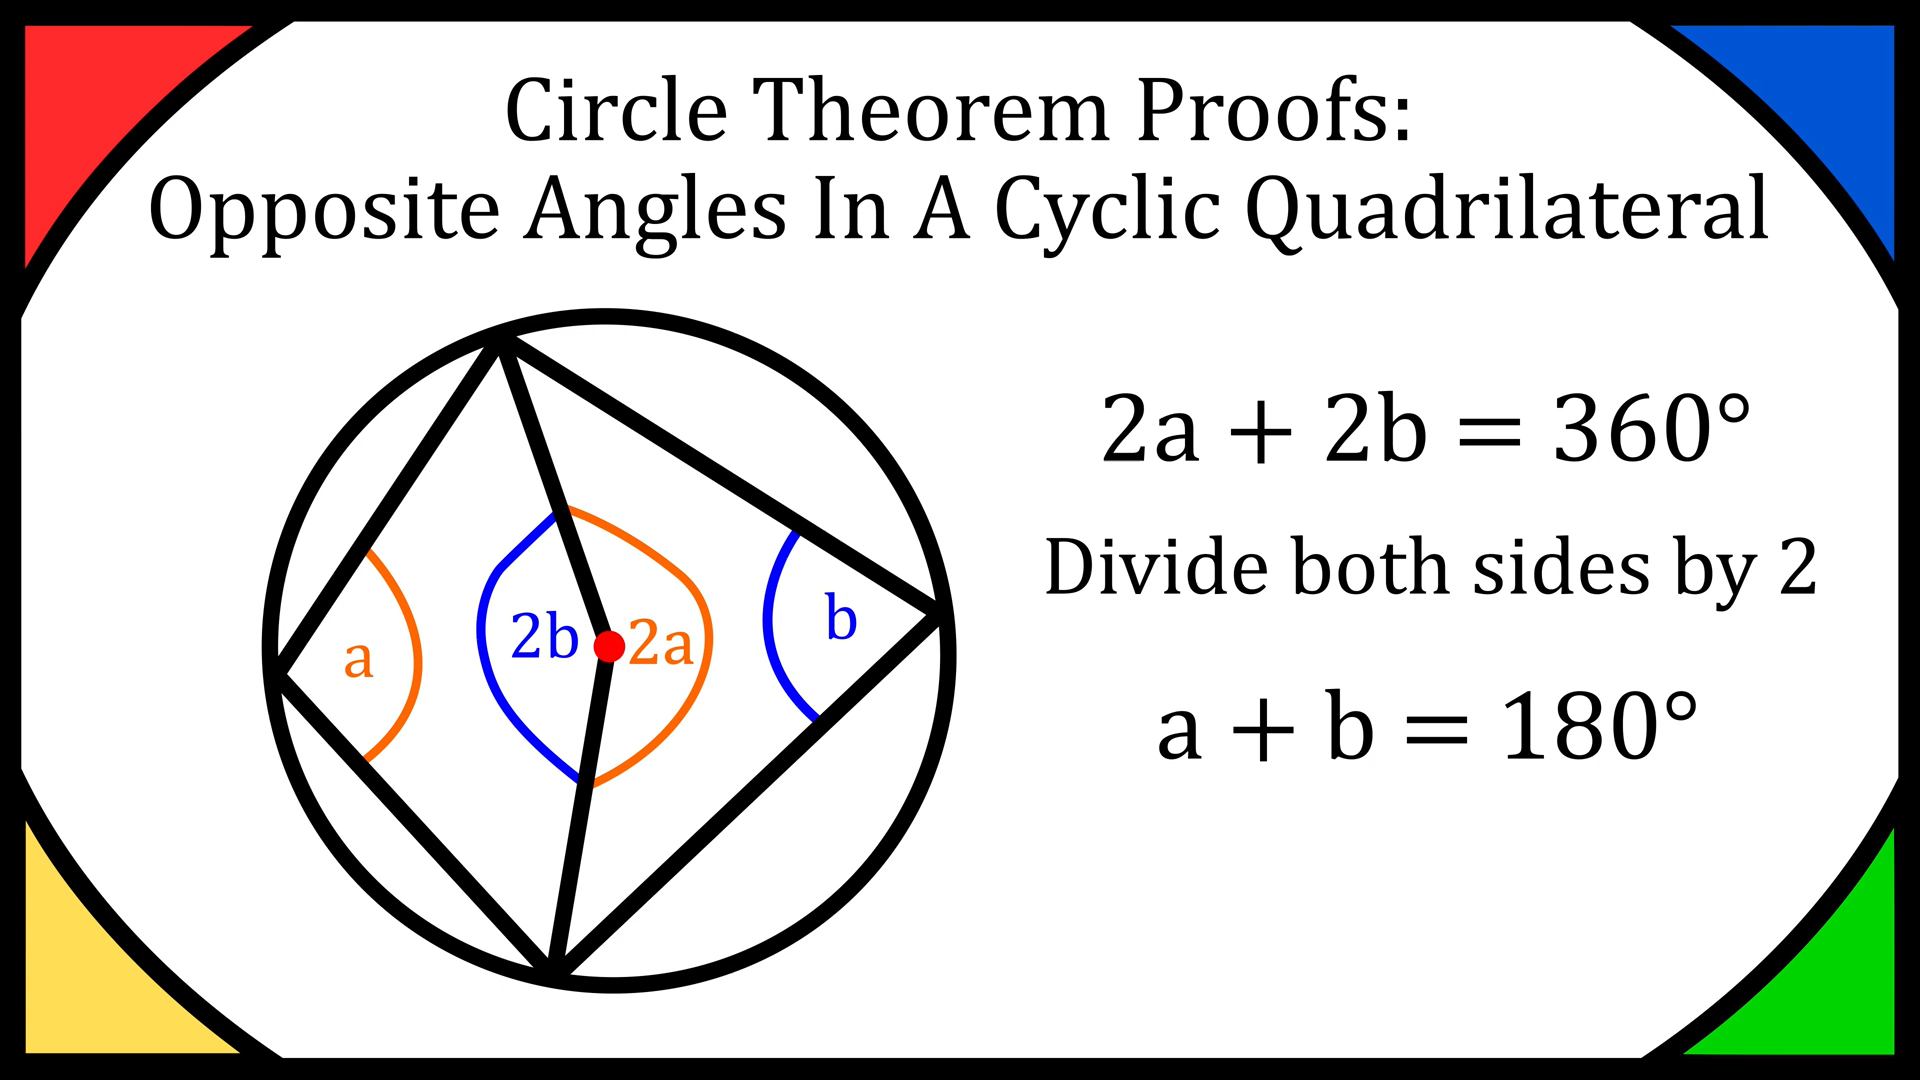 Circle Theorem Proofs:
Opposite Angles In A Cyclic Quadrilateral
a
2b
2a
b
2a + 2b = 360°
Divide both sides by 2
a + b = 180°